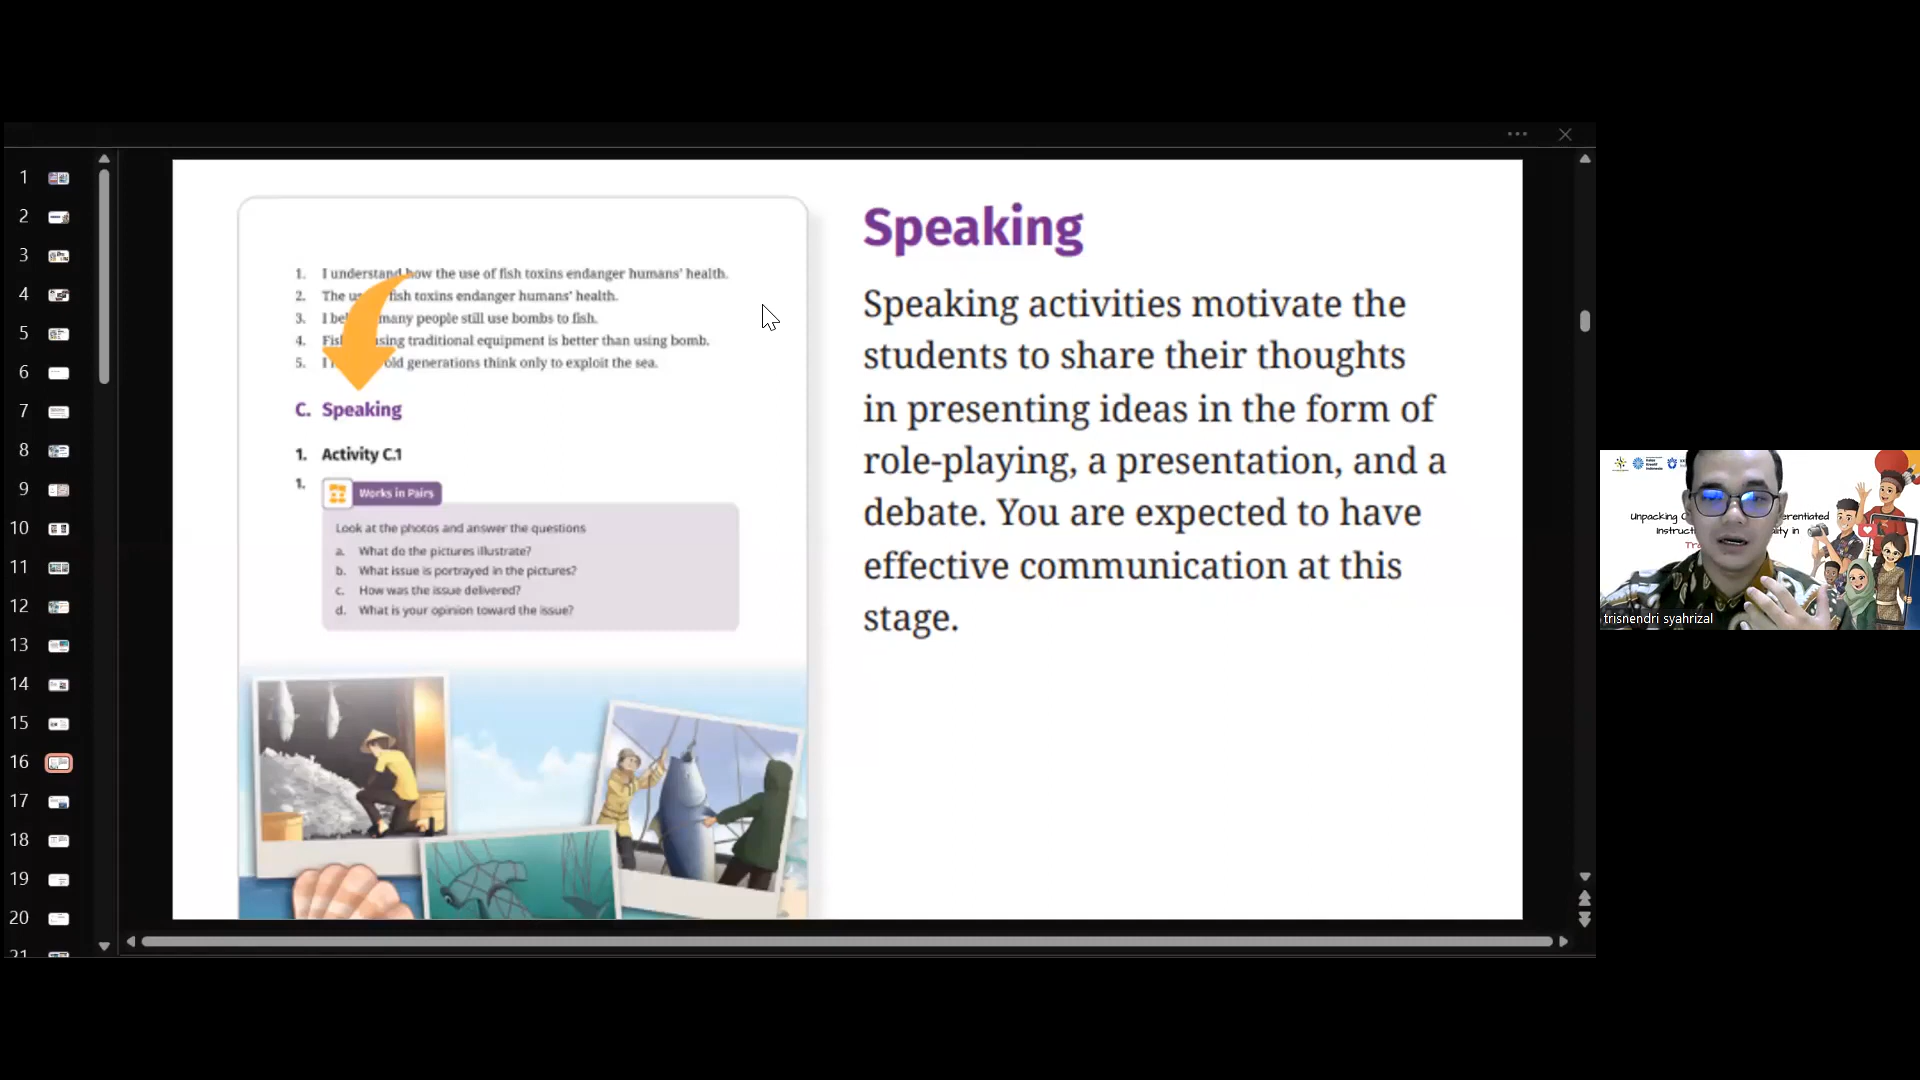 1
2
3
4
5
6
7
8
9
10
11
12
13
14
15
16
17
18
19
20
21
1. I understand how the use of fish toxins endanger humans' health.
2. The fish toxins endanger humans' health.
3. I many people still use bombs to fish.
4. using traditional equipment is better than using bomb.
5. I old generations think only to exploit the sea.
C. Speaking
1. Activity C.1
1. Works in Pairs
Look at the photos and answer the questions
a. What do the pictures illustrate?
b. What issue is portrayed in the pictures?
c. How was the issue delivered?
d. What is your opinion toward the issue?
Speaking
Speaking activities motivate the
students to share their thoughts
in presenting ideas in the form of
role-playing, a presentation, and a
debate. You are expected to have
effective communication at this
stage.
Unpacking
in
trisnendri syahrizal